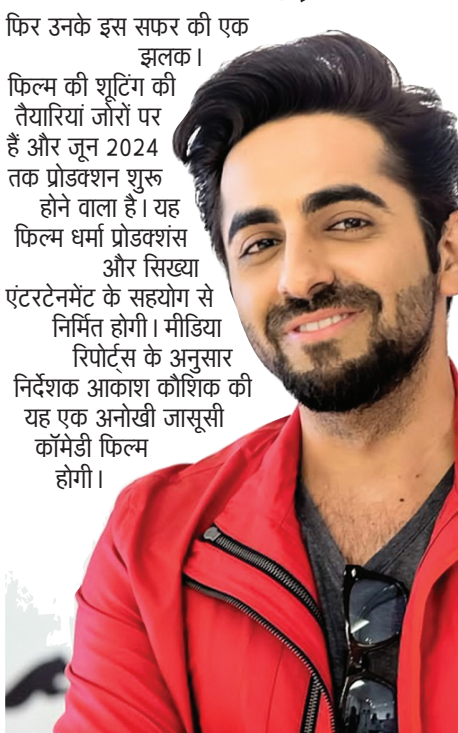 फिर उनके इस सफर की एक
झलक।
फिल्म की शूटिंग की
तैयारियां जोरों पर
हैं और जून 2024
तक प्रोडक्शन शुरू
होने वाला है। यह
फिल्म धर्मा प्रोडक्शंस
और सिख्या
एंटरटेनमेंट के सहयोग से
निर्मित होगी। मीडिया
रिपोर्ट्स के अनुसार
निर्देशक आकाश कौशिक की
यह एक अनोखी जासूसी
कॉमेडी फिल्म
होगी।